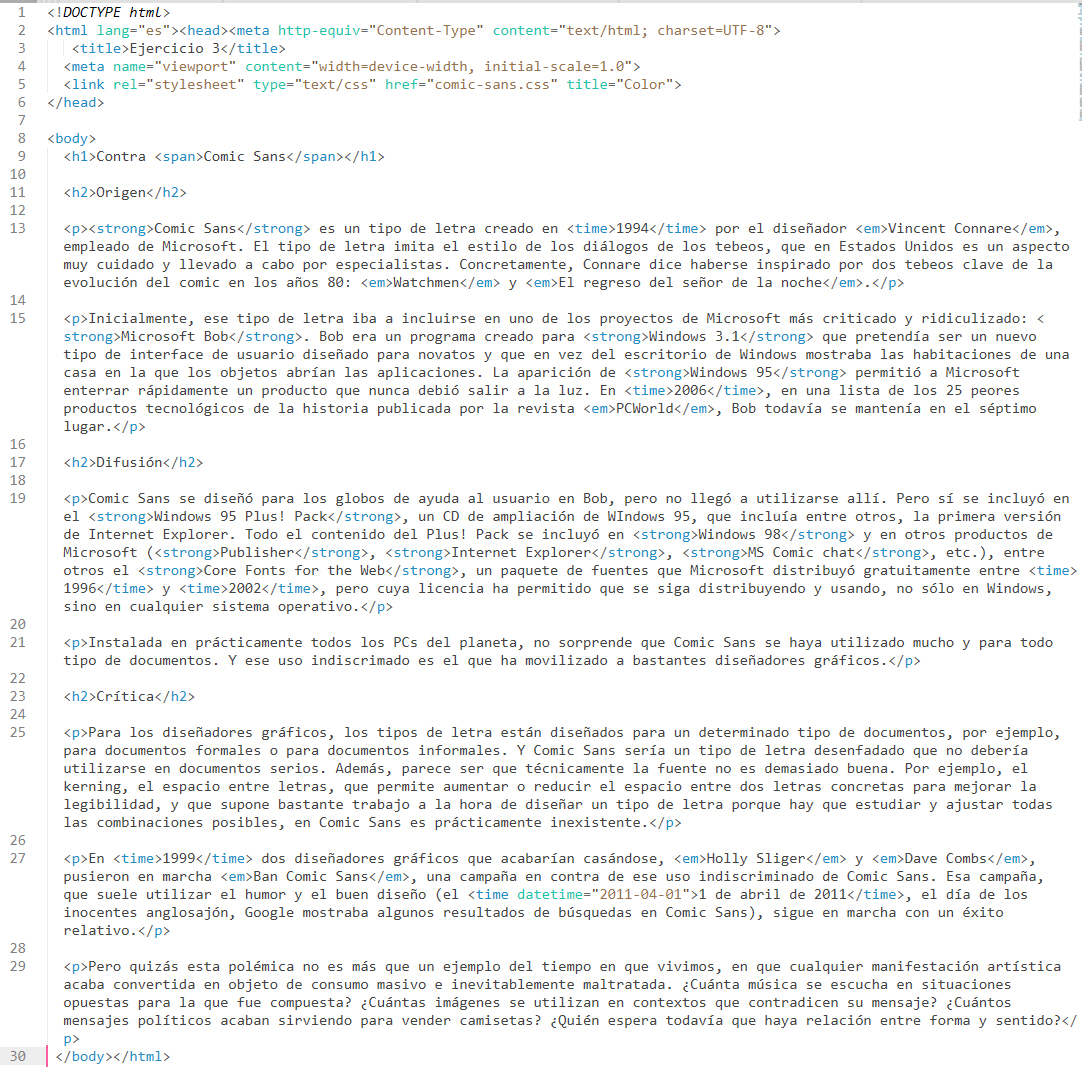 1 <!DOCTYPE html>
2 <html lang="es"><head><meta http-equiv="Content-Type" content="text/html; charset=UTF-8">
3 <title>Ejercicio 3</title>
4 <meta name="viewport" content="width=device-width, initial-scale=1.0">
5 <link rel="stylesheet" type="text/css" href="comic-sans.css" title="Color">
6 </head>
7
8 <body>
9 <h1>Contra <span>Comic Sans</span></h1>
10
11 <h2>Origen</h2>
12
13 <p><strong>Comic Sans</strong> es un tipo de letra creado en <time>1994</time> por el diseñador <em>Vincent Connare</em>,
empleado de Microsoft. El tipo de letra imita el estilo de los diálogos de los tebeos, que en Estados Unidos es un aspecto
muy cuidado y llevado a cabo por especialistas. Concretamente, Connare dice haberse inspirado por dos tebeos clave de la
evolución del comic en los años 80: <em>Watchmen</em> y <em>El regreso del señor de la noche</em>.</p>
14
15 <p>Inicialmente, ese tipo de letra iba a incluirse en uno de los proyectos de Microsoft más criticado y ridiculizado: <
strong>Microsoft Bob</strong>. Bob era un programa creado para <strong>Windows 3.1</strong> que pretendía ser un nuevo
tipo de interface de usuario diseñado para novatos y que en vez del escritorio de Windows mostraba las habitaciones de una
casa en la que los objetos abrían las aplicaciones. La aparición de <strong>Windows 95</strong> permitió a Microsoft
enterrar rápidamente un producto que nunca debió salir a la luz. En <time>2006</time>, en una lista de los 25 peores
productos tecnológicos de la historia publicada por la revista <em>PCWorld</em>, Bob todavía se mantenía en el séptimo
lugar.</p>
16
17 <h2>Difusión</h2>
18
19 <p>Comic Sans se diseñó para los globos de ayuda al usuario en Bob, pero no llegó a utilizarse allí. Pero sí se incluyó en
el <strong>Windows 95 Plus! Pack</strong>, un CD de ampliación de WIndows 95, que incluía entre otros, la primera versión
de Internet Explorer. Todo el contenido del Plus! Pack se incluyó en <strong>Windows 98</strong> y en otros productos de
Microsoft (<strong>Publisher</strong>, <strong>Internet Explorer</strong>, <strong>MS Comic chat</strong>, etc.), entre
otros el <strong>Core Fonts for the Web</strong>, un paquete de fuentes que Microsoft distribuyó gratuitamente entre <time>
1996</time> y <time>2002</time>, pero cuya licencia ha permitido que se siga distribuyendo y usando, no sólo en Windows,
sino en cualquier sistema operativo.</p>
20
21 <p>Instalada en prácticamente todos los PCs del planeta, no sorprende que Comic Sans se haya utilizado mucho y para todo
tipo de documentos. Y ese uso indiscrimado es el que ha movilizado a bastantes diseñadores gráficos.</p>
22
23 <h2>Crítica</h2>
24
25 <p>Para los diseñadores gráficos, los tipos de letra están diseñados para un determinado tipo de documentos, por ejemplo,
para documentos formales o para documentos informales. Y Comic Sans sería un tipo de letra desenfadado que no debería
utilizarse en documentos serios. Además, parece ser que técnicamente la fuente no es demasiado buena. Por ejemplo, el
kerning, el espacio entre letras, que permite aumentar o reducir el espacio entre dos letras concretas para mejorar la
legibilidad, y que supone bastante trabajo a la hora de diseñar un tipo de letra porque hay que estudiar y ajustar todas
las combinaciones posibles, en Comic Sans es prácticamente inexistente.</p>
26
27 <p>En <time>1999</time> dos diseñadores gráficos que acabarían casándose, <em>Holly Sliger</em> y <em>Dave Combs</em>,
pusieron en marcha <em>Ban Comic Sans</em>, una campaña en contra de ese uso indiscriminado de Comic Sans. Esa campaña,
que suele utilizar el humor y el buen diseño (el <time datetime="2011-04-01">1 de abril de 2011</time>, el día de los
inocentes anglosajón, Google mostraba algunos resultados de búsquedas en Comic Sans), sigue en marcha con un éxito
relativo.</p>
28
29 <p>Pero quizás esta polémica no es más que un ejemplo del tiempo en que vivimos, en que cualquier manifestación artística
acaba convertida en objeto de consumo masivo e inevitablemente maltratada. ¿Cuánta música se escucha en situaciones
opuestas para la que fue compuesta? ¿Cuántas imágenes se utilizan en contextos que contradicen su mensaje? ¿Cuántos
mensajes políticos acaban sirviendo para vender camisetas? ¿Quién espera todavía que haya relación entre forma y sentido?</
p>
30 </body></html>